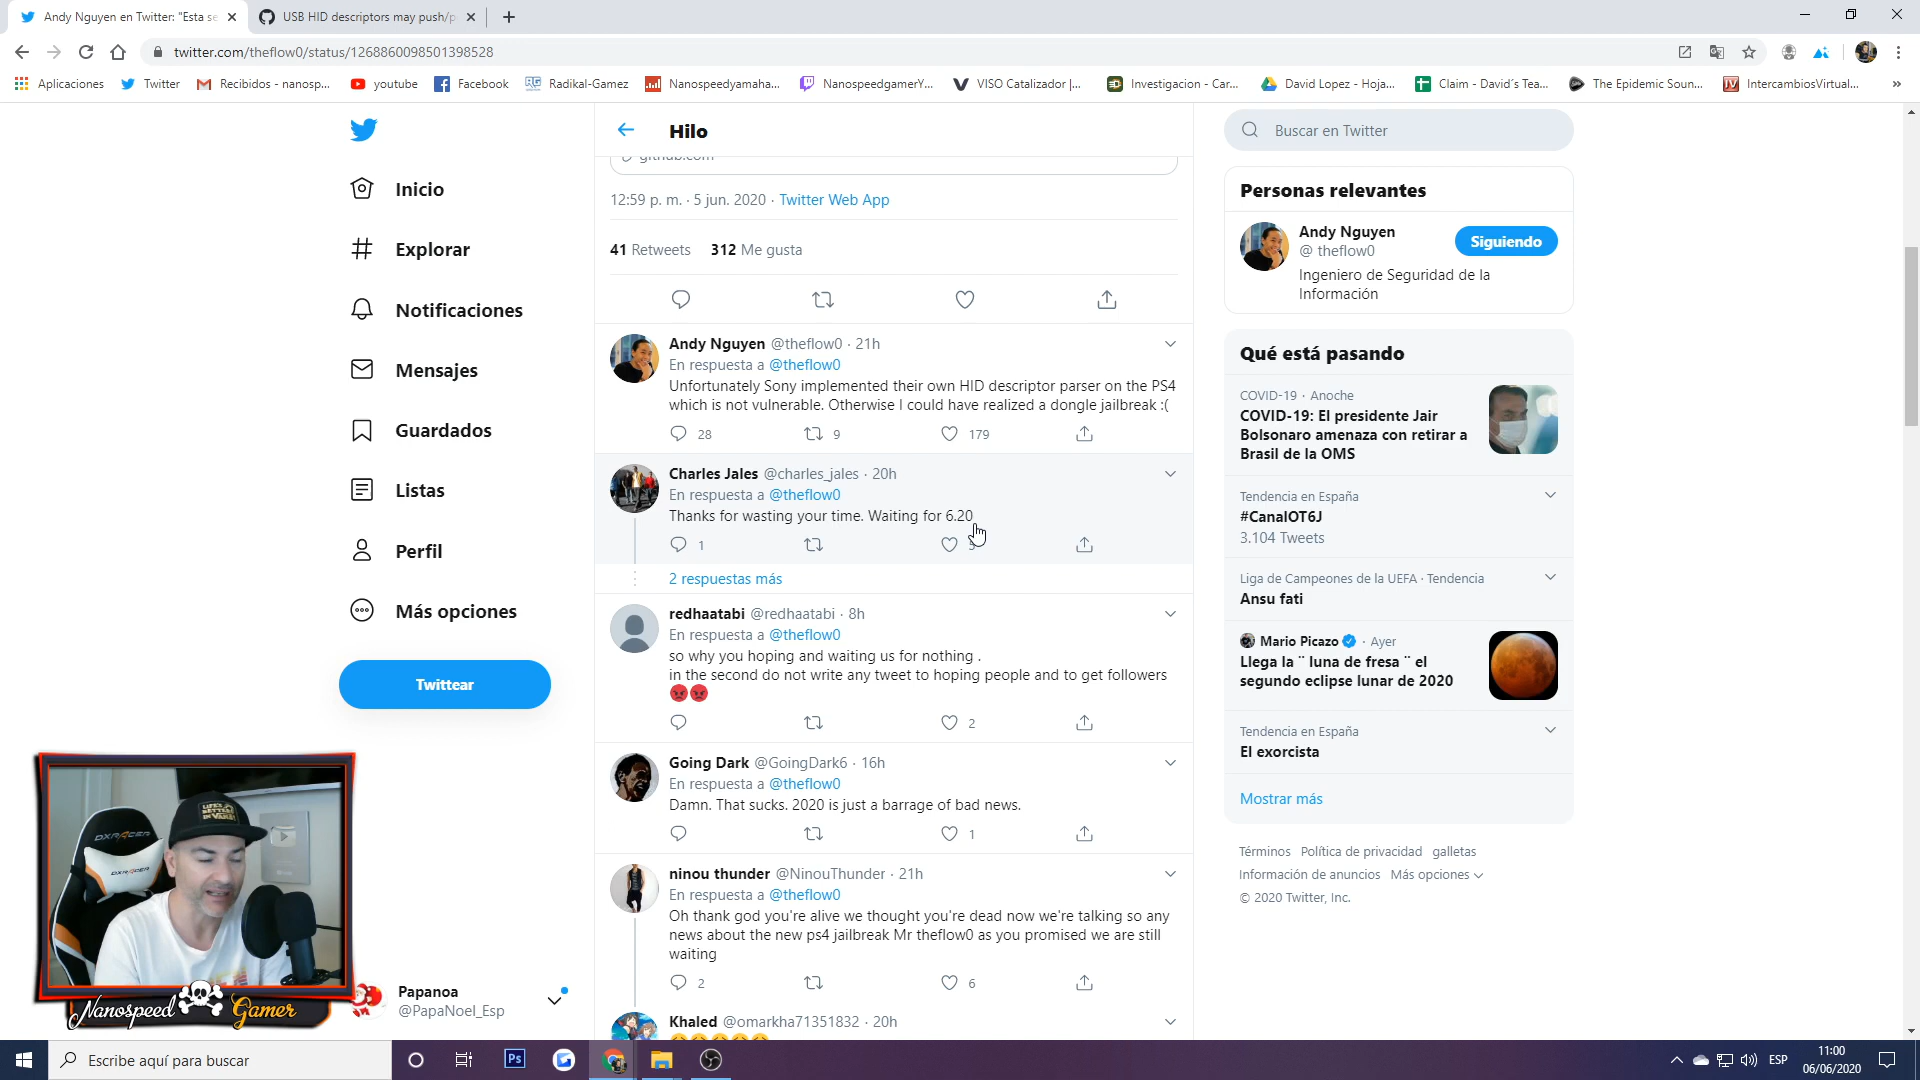 Andy Nguyen en Twitter: "Esta se
USB HID descriptors may push/p
twitter.com/theflow0/status/1268860098501398528
Aplicaciones
Twitter
Recibidos - nanosp...
youtube
Facebook
Radikal-Gamez
Nanospeedyamaha...
NanospeedgamerY...
VISO Catalizador |...
Investigacion - Car...
David Lopez - Hoja...
Claim - David´s Tea...
The Epidemic Soun...
IntercambiosVirtual...
»
Inicio
Explorar
Notificaciones
Mensajes
Guardados
Listas
Perfil
Más opciones
Twittear
Papanoa
@PapaNoel_Esp
Hilo
github.com
12:59 p. m. · 5 jun. 2020 · Twitter Web App
41 Retweets 312 Me gusta
Andy Nguyen @theflow0 · 21h
En respuesta a @theflow0
Unfortunately Sony implemented their own HID descriptor parser on the PS4
which is not vulnerable. Otherwise I could have realized a dongle jailbreak :(
28 9 179
Charles Jales @charles_jales · 20h
En respuesta a @theflow0
Thanks for wasting your time. Waiting for 6.20
1
2 respuestas más
redhaatabi @redhaatabi · 8h
En respuesta a @theflow0
so why you hoping and waiting us for nothing .
in the second do not write any tweet to hoping people and to get followers
😡😡
2
Going Dark @GoingDark6 · 16h
En respuesta a @theflow0
Damn. That sucks. 2020 is just a barrage of bad news.
1
ninou thunder @NinouThunder · 21h
En respuesta a @theflow0
Oh thank god you're alive we thought you're dead now we're talking so any
news about the new ps4 jailbreak Mr theflow0 as you promised we are still
waiting
2 6
Khaled @omarkha71351832 · 20h
Buscar en Twitter
Personas relevantes
Andy Nguyen
@ theflow0
Siguiendo
Ingeniero de Seguridad de la
Información
Qué está pasando
COVID-19 · Anoche
COVID-19: El presidente Jair
Bolsonaro amenaza con retirar a
Brasil de la OMS
Tendencia en España
#CanalOT6J
3.104 Tweets
Liga de Campeones de la UEFA · Tendencia
Ansu fati
Mario Picazo · Ayer
Llega la ¨ luna de fresa ¨ el
segundo eclipse lunar de 2020
Tendencia en España
El exorcista
Mostrar más
Términos Política de privacidad galletas
Información de anuncios Más opciones
© 2020 Twitter, Inc.
DXRACER
DXRACER
LIFE'S
BETTER
IN VANS
Nanospeed Gamer
Escribe aquí para buscar
Ps
ESP
11:00
06/06/2020